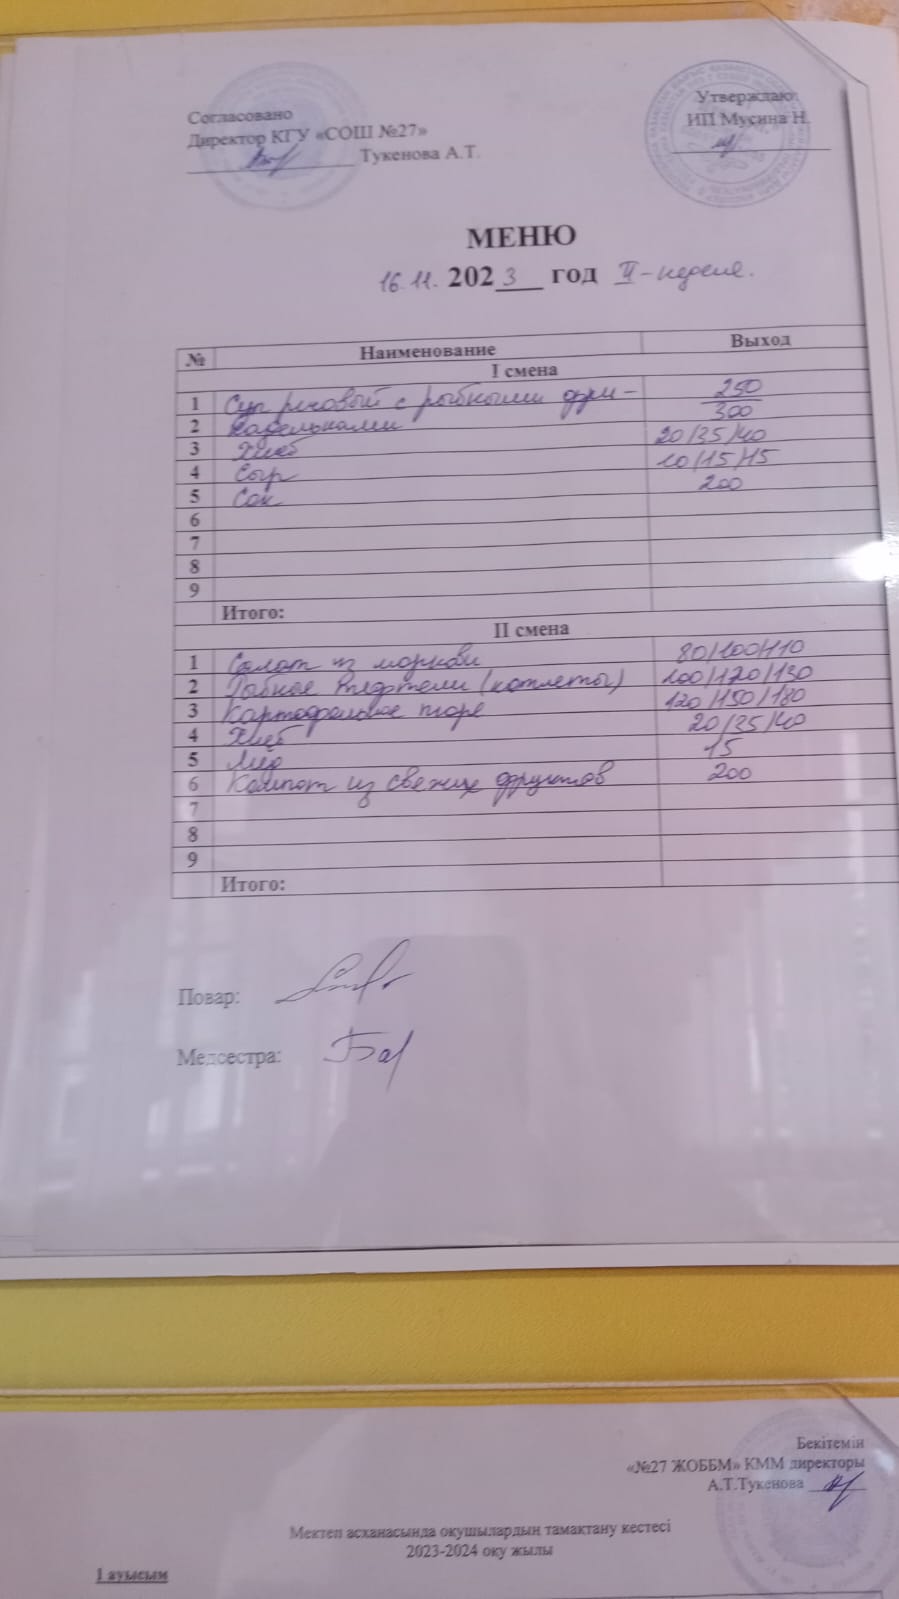 Согласовано
Директор КГУ «СОШ №27»
Тукенова А.Т.
Утверждаю:
ИП Мусина Н.
МЕНЮ
16.11. 2023 год II-неделя.
№ Наименование Выход
I смена
1 Суп рисовый с рыбными фри- 250
2 кадельками 300
3 Хлеб 20/35/40
4 Сыр 10/15/15
5 Сок 200
6
7
8
9
Итого:
II смена
1 Салат из моркови 80/100/110
2 Рыбные тефтели (котлеты) 100/120/130
3 Картофельное пюре 120/150/180
4 Хлеб 20/35/40
5 Мёд 15
6 Компот из свежих фруктов 200
7
8
9
Итого:
Повар:
Медсестра:
Бекітемін
«№27 ЖОББМ» КММ директоры
А.Т.Тукенова
Мектеп асханасында оқушылардың тамақтану кестесі
2023-2024 оқу жылы
1 ауысым